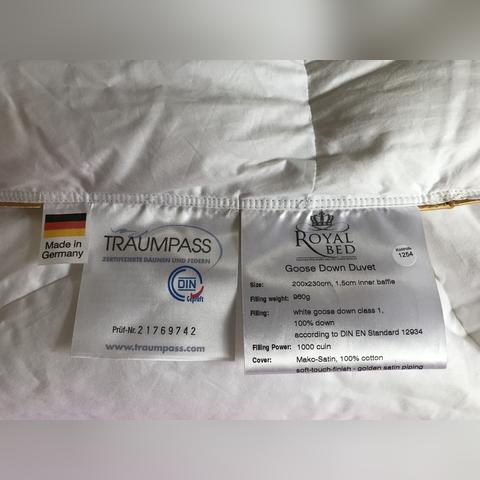 Made in
Germany
TRAUMPASS
ZERTIFIZIERTE DAUNEN UND FEDERN
DIN
Geprüft
Prüf-Nr. 21769742
www.traumpass.com
ROYAL
BED
Kontrolle
1254
Goose Down Duvet
Size: 200x230cm, 1,5cm inner baffle
Filling weight: 960g
Filling: white goose down class 1,
100% down
according to DIN EN Standard 12934
Filling Power: 1000 cuin
Cover: Mako-Satin, 100% cotton
soft-touch-finish - golden satin piping